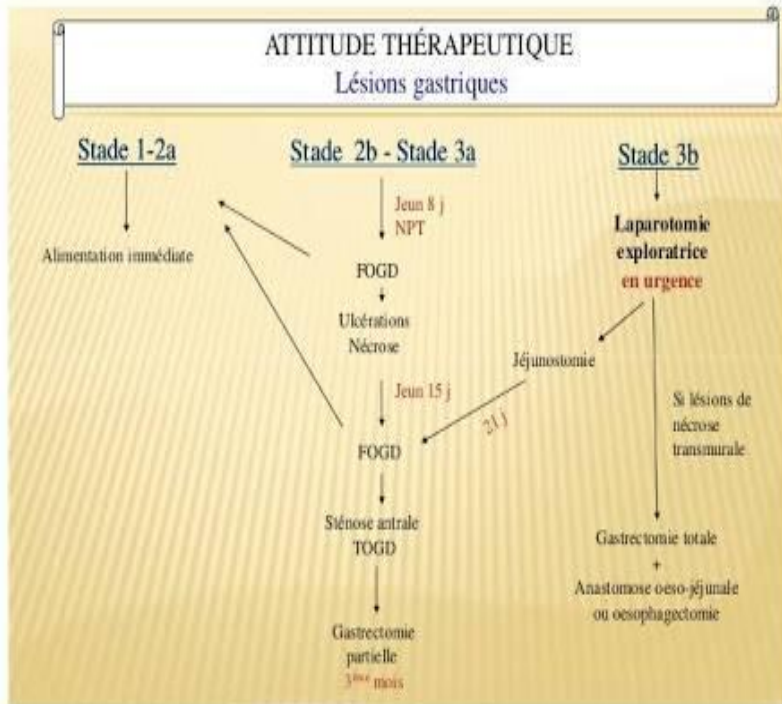 ATTITUDE THÉRAPEUTIQUE
Lésions gastriques
Stade 1-2a
Alimentation immédiate
Stade 2b - Stade 3a
Jeun 8 j
NPT
FOGD
Ulcérations
Nécrose
Jeun 15 j
FOGD
Sténose antrale
TOGD
Gastrectomie
partielle
3ème mois
Stade 3b
Laparotomie
exploratrice
en urgence
Jéjunostomie
21 j
Si lésions de
nécrose
transmurale
Gastrectomie totale
+
Anastomose oeso-jéjunale
ou oesophagectomie